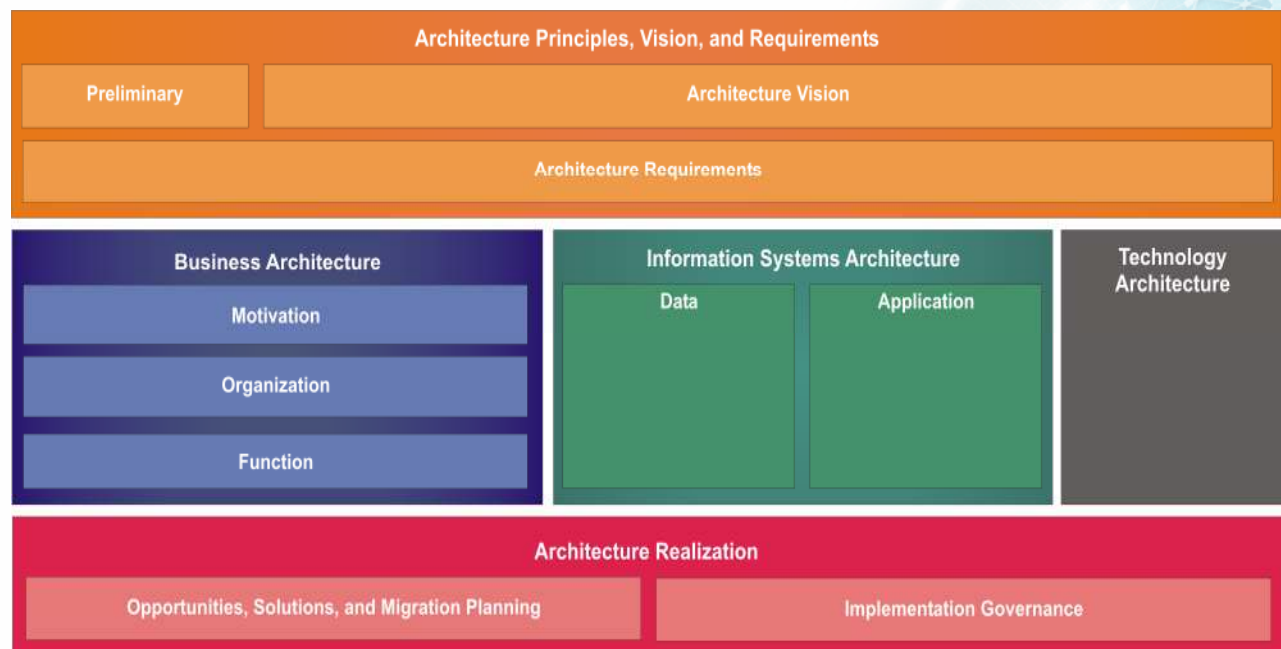 Architecture Principles, Vision, and Requirements
Preliminary
Architecture Vision
Architecture Requirements
Business Architecture
Motivation
Organization
Function
Information Systems Architecture
Data
Application
Technology
Architecture
Architecture Realization
Opportunities, Solutions, and Migration Planning
Implementation Governance